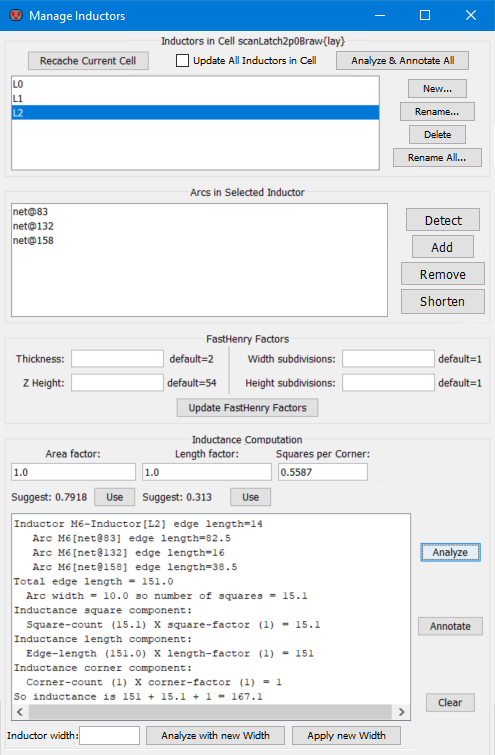 Manage Inductors
Inductors in Cell scanLatch2p0Braw{lay}
Recache Current Cell Update All Inductors in Cell Analyze & Annotate All
L0
L1
L2
New...
Rename...
Delete
Rename All...
Arcs in Selected Inductor
net@83
net@132
net@158
Detect
Add
Remove
Shorten
FastHenry Factors
Thickness: default=2 Width subdivisions: default=1
Z Height: default=54 Height subdivisions: default=1
Update FastHenry Factors
Inductance Computation
Area factor: Length factor: Squares per Corner:
1.0 1.0 0.5587
Suggest: 0.7918 Use Suggest: 0.313 Use
Inductor M6-Inductor[L2] edge length=14
Arc M6[net@83] edge length=82.5
Arc M6[net@132] edge length=16
Arc M6[net@158] edge length=38.5
Total edge length = 151.0
Arc width = 10.0 so number of squares = 15.1
Inductance square component:
Square-count (15.1) X square-factor (1) = 15.1
Inductance length component:
Edge-length (151.0) X length-factor (1) = 151
Inductance corner component:
Corner-count (1) X corner-factor (1) = 1
So inductance is 151 + 15.1 + 1 = 167.1
Analyze
Annotate
Clear
Inductor width: Analyze with new Width Apply new Width